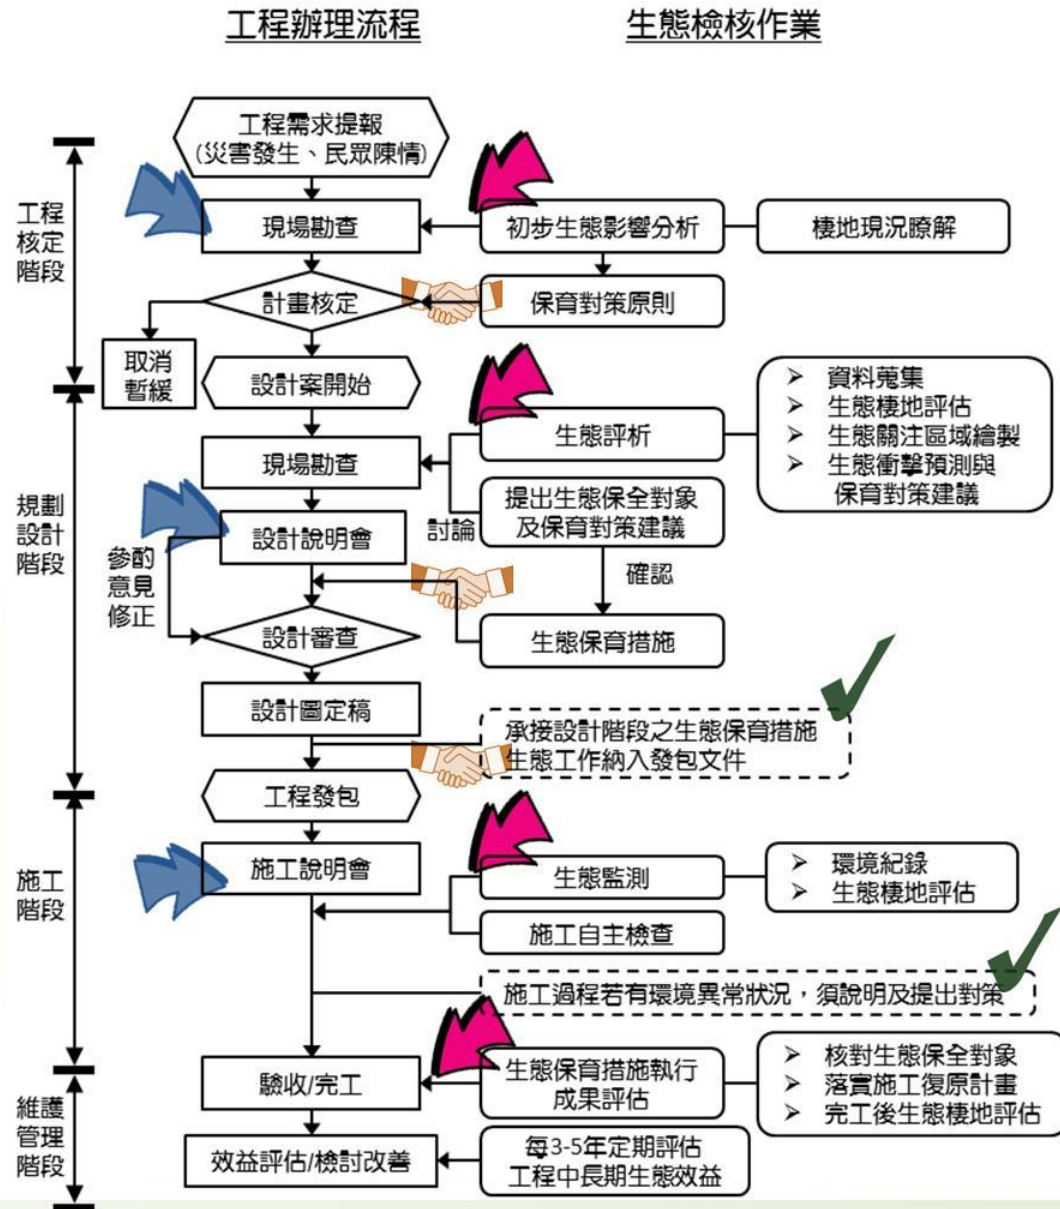 工程辦理流程
生態檢核作業
工程需求提報
(災害發生、民眾陳情)
工程
核定
階段
現場勘查
初步生態影響分析
棲地現況瞭解
計畫核定
保育對策原則
取消
暫緩
設計案開始
規劃
設計
階段
生態評析
➢ 資料蒐集
➢ 生態棲地評估
➢ 生態關注區域繪製
➢ 生態衝擊預測與
保育對策建議
現場勘查
提出生態保全對象
及保育對策建議
討論
設計說明會
參酌
意見
修正
確認
設計審查
生態保育措施
設計圖定稿
承接設計階段之生態保育措施
生態工作納入發包文件
工程發包
施工
階段
施工說明會
生態監測
➢ 環境紀錄
➢ 生態棲地評估
施工自主檢查
施工過程若有環境異常狀況，須說明及提出對策
維護
管理
階段
驗收/完工
生態保育措施執行
成果評估
➢ 核對生態保全對象
➢ 落實施工復原計畫
➢ 完工後生態棲地評估
效益評估/檢討改善
每3-5年定期評估
工程中長期生態效益